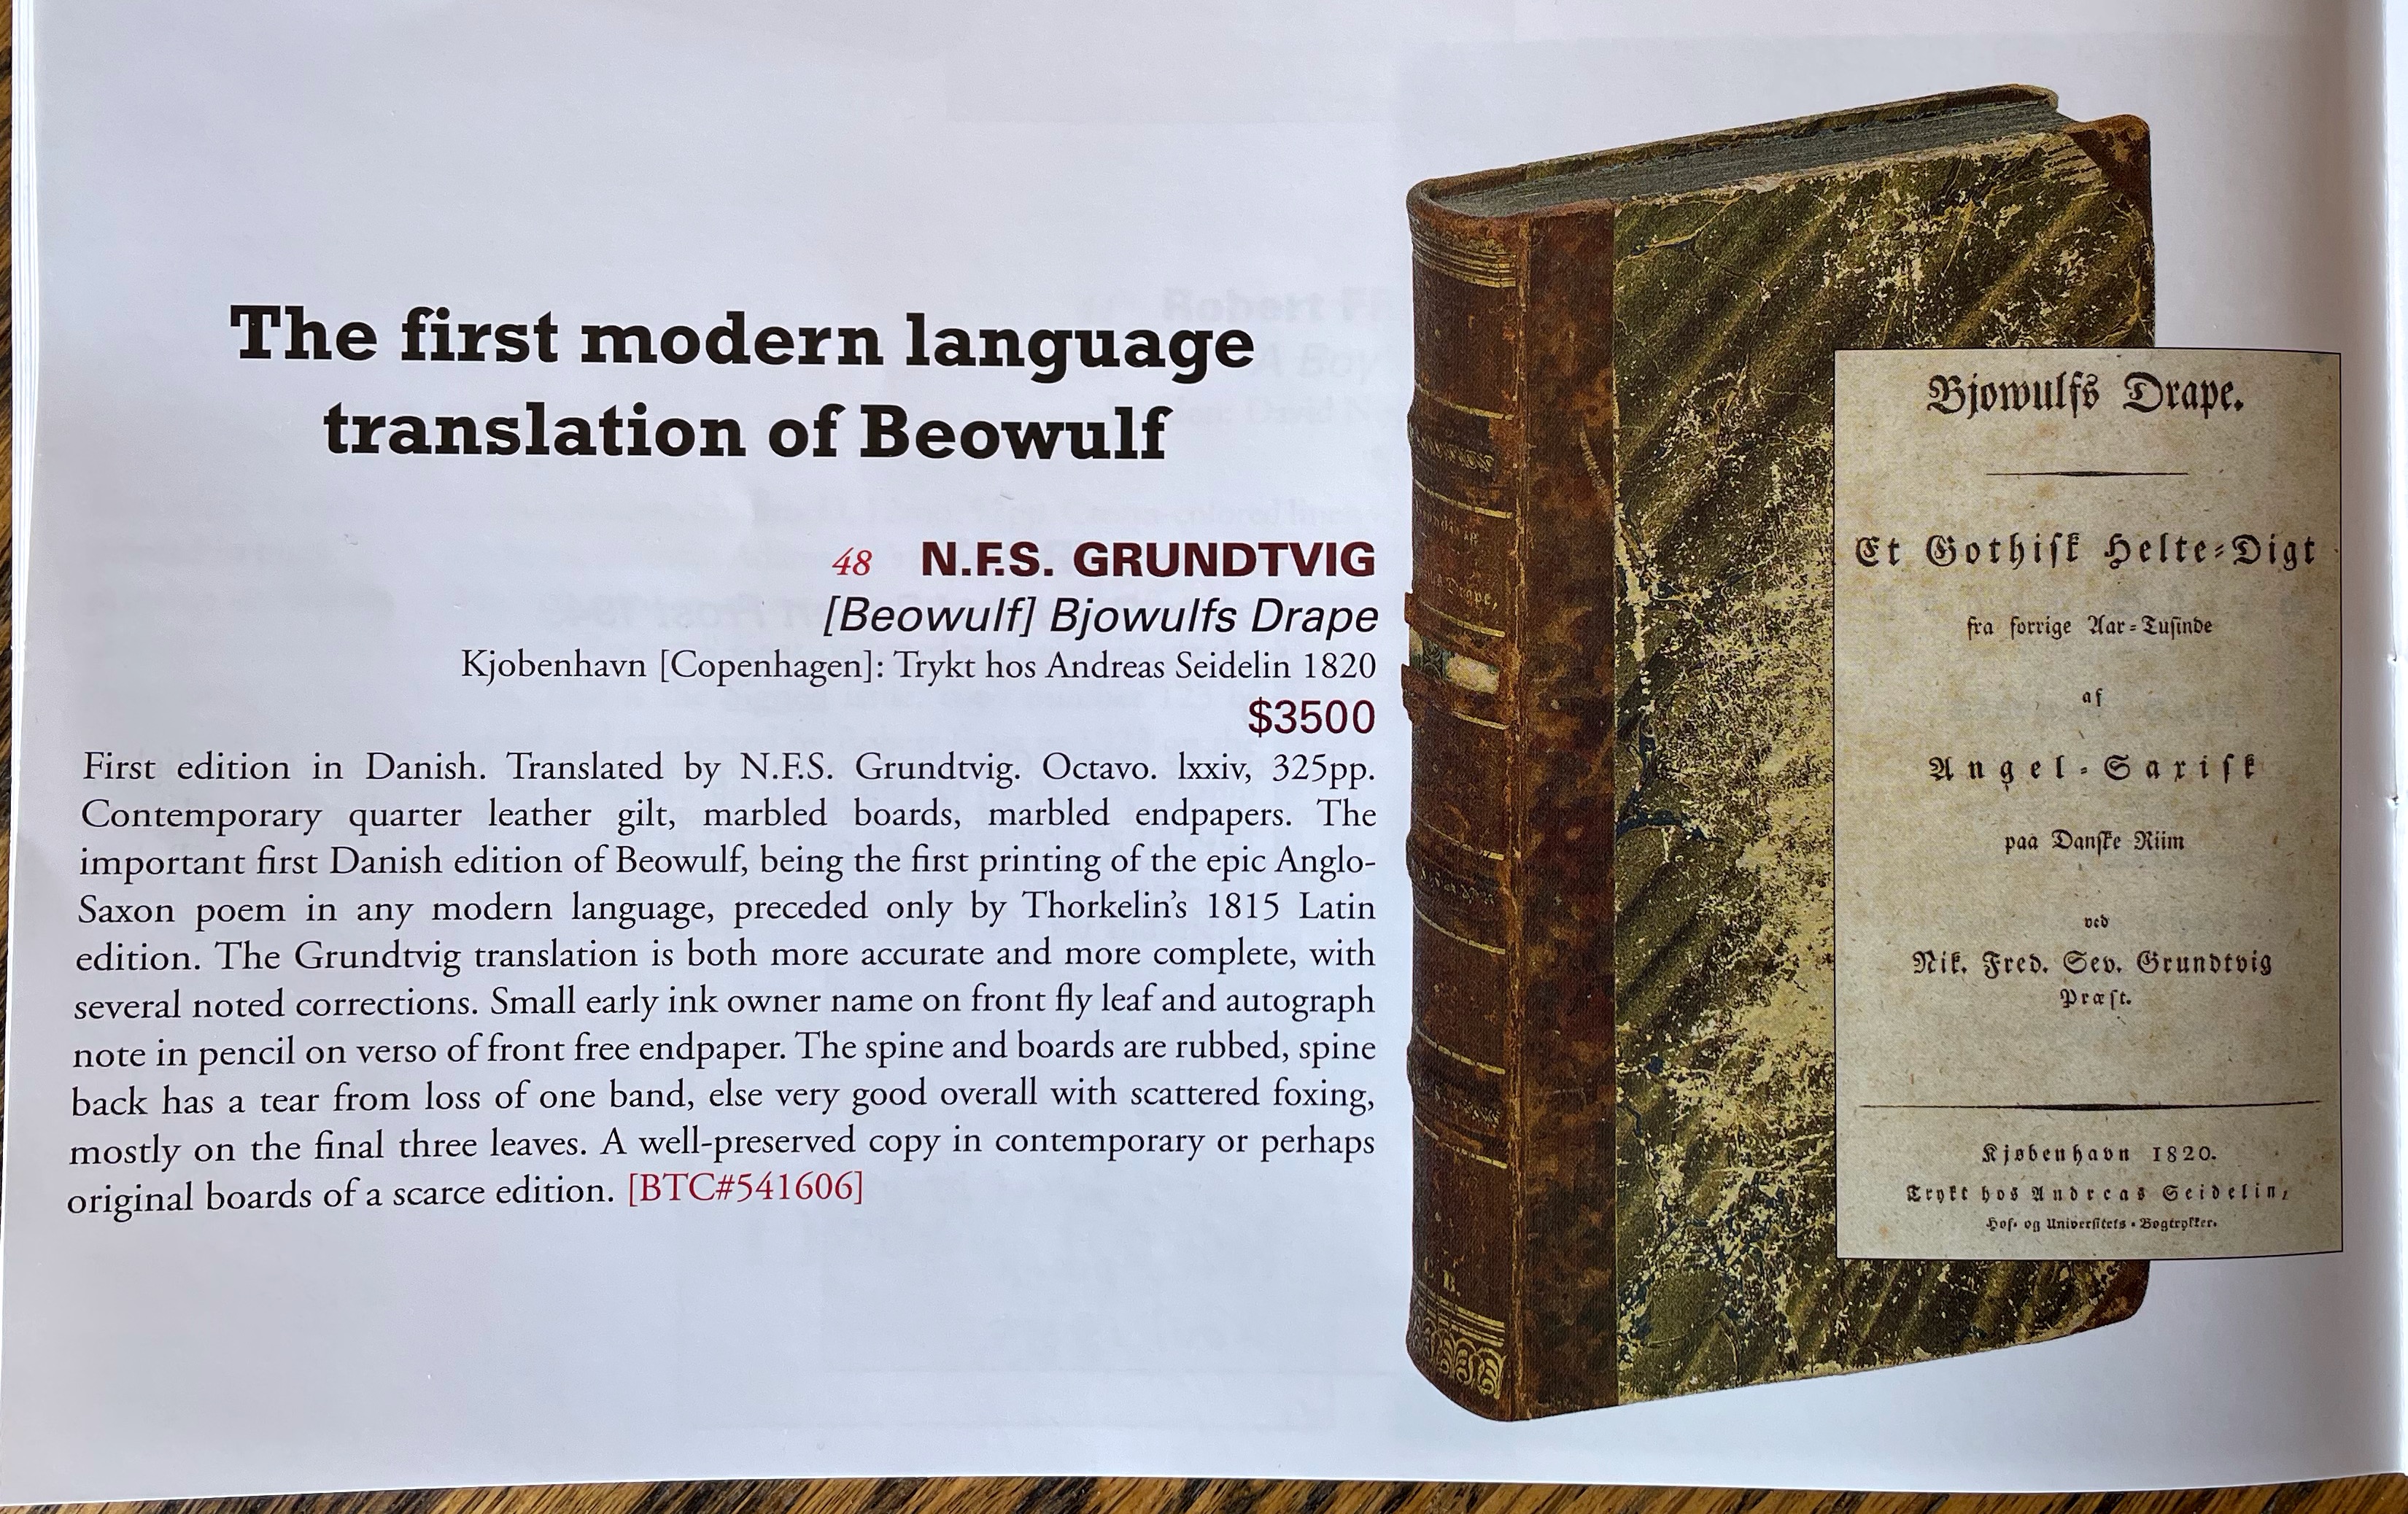 The first modern language
translation of Beowulf
48 N.F.S. GRUNDTVIG
[Beowulf] Bjowulfs Drape
Kjobenhavn [Copenhagen]: Trykt hos Andreas Seidelin 1820
$3500
First edition in Danish. Translated by N.F.S. Grundtvig. Octavo. lxxiv, 325pp.
Contemporary quarter leather gilt, marbled boards, marbled endpapers. The
important first Danish edition of Beowulf, being the first printing of the epic Anglo-
Saxon poem in any modern language, preceded only by Thorkelin's 1815 Latin
edition. The Grundtvig translation is both more accurate and more complete, with
several noted corrections. Small early ink owner name on front fly leaf and autograph
note in pencil on verso of front free endpaper. The spine and boards are rubbed, spine
back has a tear from loss of one band, else very good overall with scattered foxing,
mostly on the final three leaves. A well-preserved copy in contemporary or perhaps
original boards of a scarce edition. [BTC#541606]
Drape,
B.
Bjowulfs Drape.
Et Gothisk Helte-Digt
fra forrige Aar-Tusinde
af
Angel-Saxisk
paa Danske Riim
ved
Nik. Fred. Sev. Grundtvig
Præst.
Kjøbenhavn 1820.
Trykt hos Andreas Seidelin,
Hof- og Universitets-Bogtrykker.